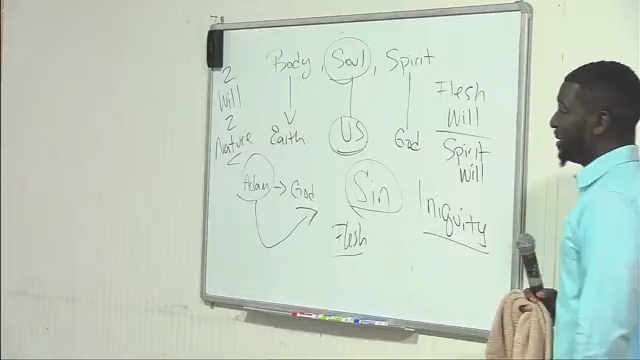 Body, Soul, Spirit
2
Will
2
Nature
Earth
US
God
Flesh
Will
Spirit
Will
Adam → God
Sin
Flesh
Iniquity